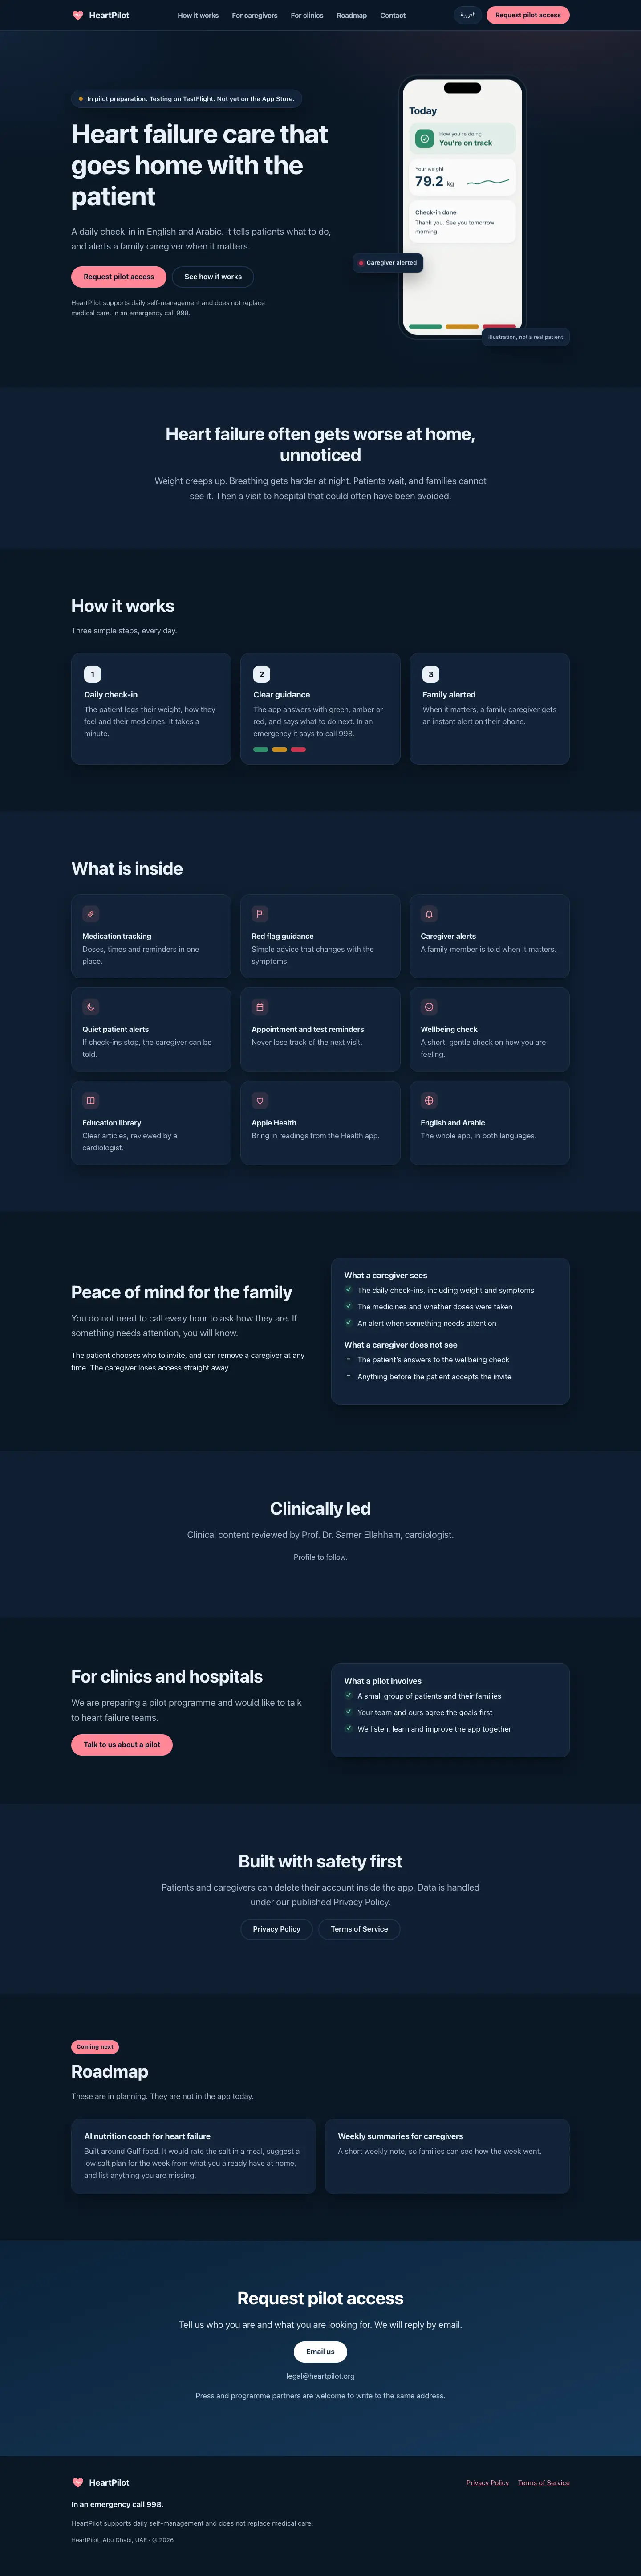 HeartPilot
How it works
For caregivers
For clinics
Roadmap
Contact
العربية
Request pilot access
In pilot preparation. Testing on TestFlight. Not yet on the App Store.
Heart failure care that
goes home with the
patient
A daily check-in in English and Arabic. It tells patients what to do,
and alerts a family caregiver when it matters.
Request pilot access
See how it works
HeartPilot supports daily self-management and does not replace
medical care. In an emergency call 998.
Today
How you're doing
You're on track
Your weight
79.2 kg
Check-in done
Thank you. See you tomorrow
morning.
Caregiver alerted
Illustration, not a real patient
Heart failure often gets worse at home,
unnoticed
Weight creeps up. Breathing gets harder at night. Patients wait, and families cannot
see it. Then a visit to hospital that could often have been avoided.
How it works
Three simple steps, every day.
1
Daily check-in
The patient logs their weight, how they
feel and their medicines. It takes a
minute.
2
Clear guidance
The app answers with green, amber or
red, and says what to do next. In an
emergency it says to call 998.
3
Family alerted
When it matters, a family caregiver gets
an instant alert on their phone.
What is inside
Medication tracking
Doses, times and reminders in one
place.
Red flag guidance
Simple advice that changes with the
symptoms.
Caregiver alerts
A family member is told when it matters.
Quiet patient alerts
If check-ins stop, the caregiver can be
told.
Appointment and test reminders
Never lose track of the next visit.
Wellbeing check
A short, gentle check on how you are
feeling.
Education library
Clear articles, reviewed by a
cardiologist.
Apple Health
Bring in readings from the Health app.
English and Arabic
The whole app, in both languages.
Peace of mind for the family
You do not need to call every hour to ask how they are. If
something needs attention, you will know.
The patient chooses who to invite, and can remove a caregiver at any
time. The caregiver loses access straight away.
What a caregiver sees
The daily check-ins, including weight and symptoms
The medicines and whether doses were taken
An alert when something needs attention
What a caregiver does not see
– The patient's answers to the wellbeing check
– Anything before the patient accepts the invite
Clinically led
Clinical content reviewed by Prof. Dr. Samer Ellahham, cardiologist.
Profile to follow.
For clinics and hospitals
We are preparing a pilot programme and would like to talk
to heart failure teams.
Talk to us about a pilot
What a pilot involves
A small group of patients and their families
Your team and ours agree the goals first
We listen, learn and improve the app together
Built with safety first
Patients and caregivers can delete their account inside the app. Data is handled
under our published Privacy Policy.
Privacy Policy
Terms of Service
Coming next
Roadmap
These are in planning. They are not in the app today.
AI nutrition coach for heart failure
Built around Gulf food. It would rate the salt in a meal, suggest a
low salt plan for the week from what you already have at home,
and list anything you are missing.
Weekly summaries for caregivers
A short weekly note, so families can see how the week went.
Request pilot access
Tell us who you are and what you are looking for. We will reply by email.
Email us
legal@heartpilot.org
Press and programme partners are welcome to write to the same address.
HeartPilot
Privacy Policy
Terms of Service
In an emergency call 998.
HeartPilot supports daily self-management and does not replace medical care.
HeartPilot, Abu Dhabi, UAE · © 2026